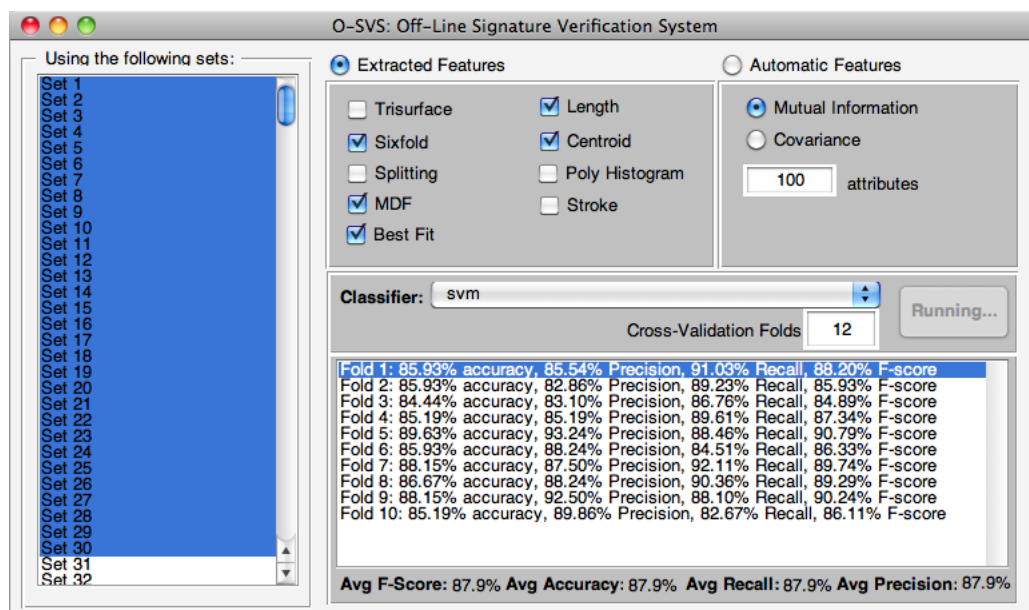 O-SVS: Off-Line Signature Verification System
Using the following sets:
Set 1
Set 2
Set 3
Set 4
Set 5
Set 6
Set 7
Set 8
Set 9
Set 10
Set 11
Set 12
Set 13
Set 14
Set 15
Set 16
Set 17
Set 18
Set 19
Set 20
Set 21
Set 22
Set 23
Set 24
Set 25
Set 26
Set 27
Set 28
Set 29
Set 30
Set 31
Set 32
Extracted Features
Trisurface
Sixfold
Splitting
MDF
Best Fit
Length
Centroid
Poly Histogram
Stroke
Automatic Features
Mutual Information
Covariance
100 attributes
Classifier: svm
Cross-Validation Folds 12
Running...
Fold 1: 85.93% accuracy, 85.54% Precision, 91.03% Recall, 88.20% F-score
Fold 2: 85.93% accuracy, 82.86% Precision, 89.23% Recall, 85.93% F-score
Fold 3: 84.44% accuracy, 83.10% Precision, 86.76% Recall, 84.89% F-score
Fold 4: 85.19% accuracy, 85.19% Precision, 89.61% Recall, 87.34% F-score
Fold 5: 89.63% accuracy, 93.24% Precision, 88.46% Recall, 90.79% F-score
Fold 6: 85.93% accuracy, 88.24% Precision, 84.51% Recall, 86.33% F-score
Fold 7: 88.15% accuracy, 87.50% Precision, 92.11% Recall, 89.74% F-score
Fold 8: 86.67% accuracy, 88.24% Precision, 90.36% Recall, 89.29% F-score
Fold 9: 88.15% accuracy, 92.50% Precision, 88.10% Recall, 90.24% F-score
Fold 10: 85.19% accuracy, 89.86% Precision, 82.67% Recall, 86.11% F-score
Avg F-Score: 87.9% Avg Accuracy: 87.9% Avg Recall: 87.9% Avg Precision: 87.9%